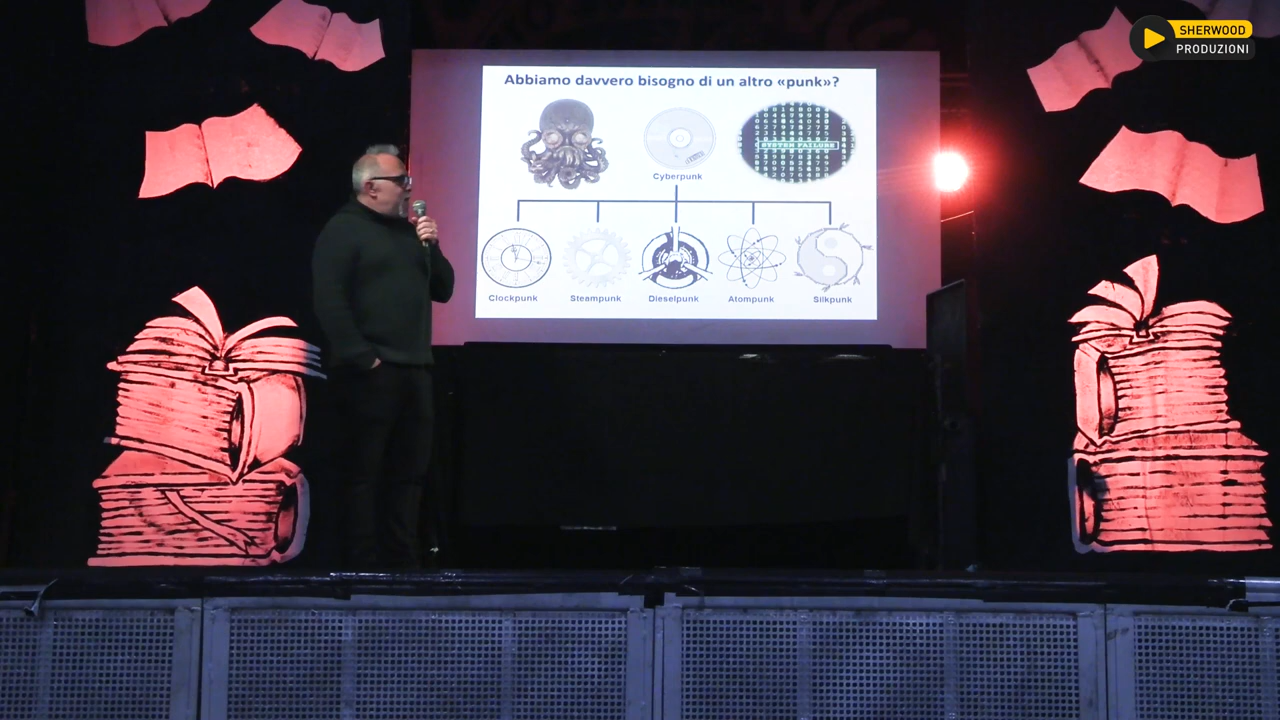 SHERWOOD
PRODUZIONI
Abbiamo davvero bisogno di un altro «punk»?
SYSTEM FAILURE
Cyberpunk
Clockpunk Steampunk Dieselpunk Atompunk Silkpunk